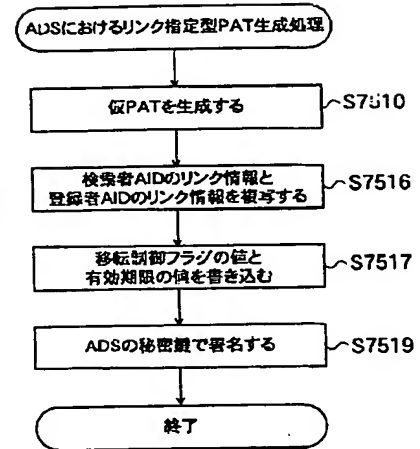 ADSにおけるリンク指定型PAT生成処理
仮PATを生成する
S7510
検索者AIDのリンク情報と
登録者AIDのリンク情報を複写する
S7516
移転制御フラグの値と
有効期限の値を書き込む
S7517
ADSの秘密鍵で署名する
S7519
終了